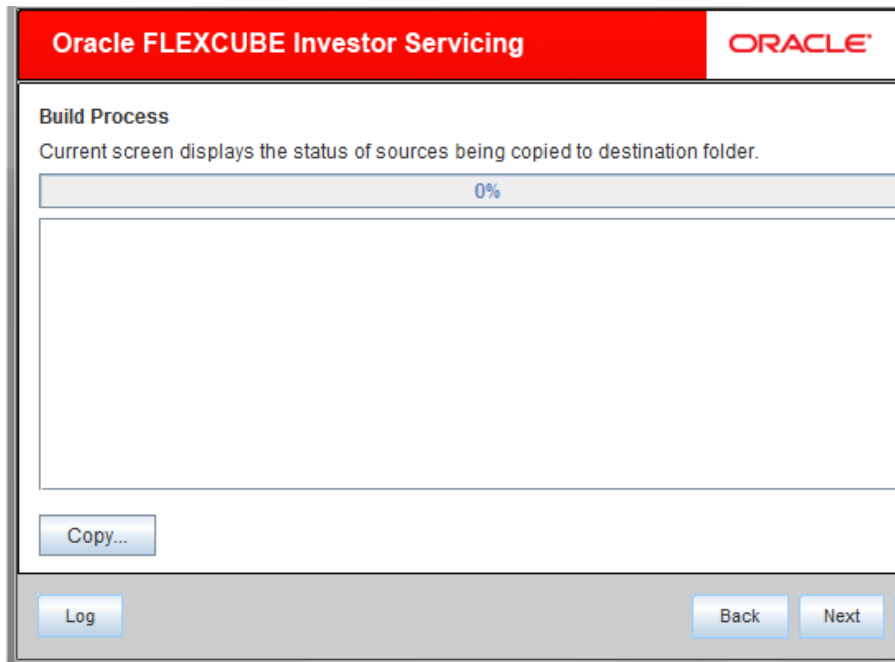 Oracle FLEXCUBE Investor Servicing
ORACLE
Build Process
Current screen displays the status of sources being copied to destination folder.
0%
Copy...
Log
Back
Next